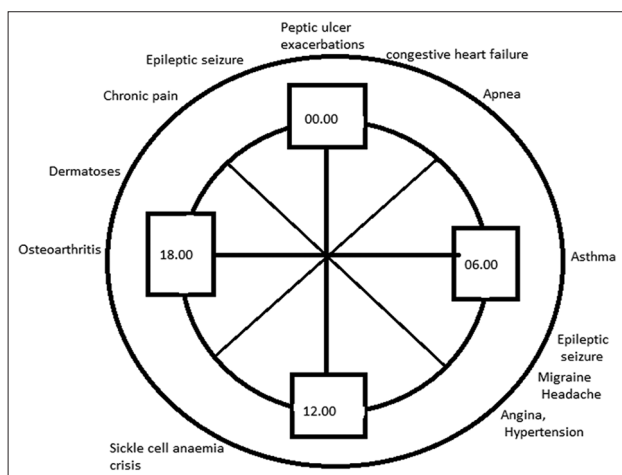 Peptic ulcer
exacerbations
congestive heart failure
Epileptic seizure
Chronic pain
Apnea
00.00
Dermatoses
Osteoarthritis
18.00
06.00
Asthma
Epileptic
seizure
Migraine
Headache
12.00
Angina,
Hypertension
Sickle cell anaemia
crisis